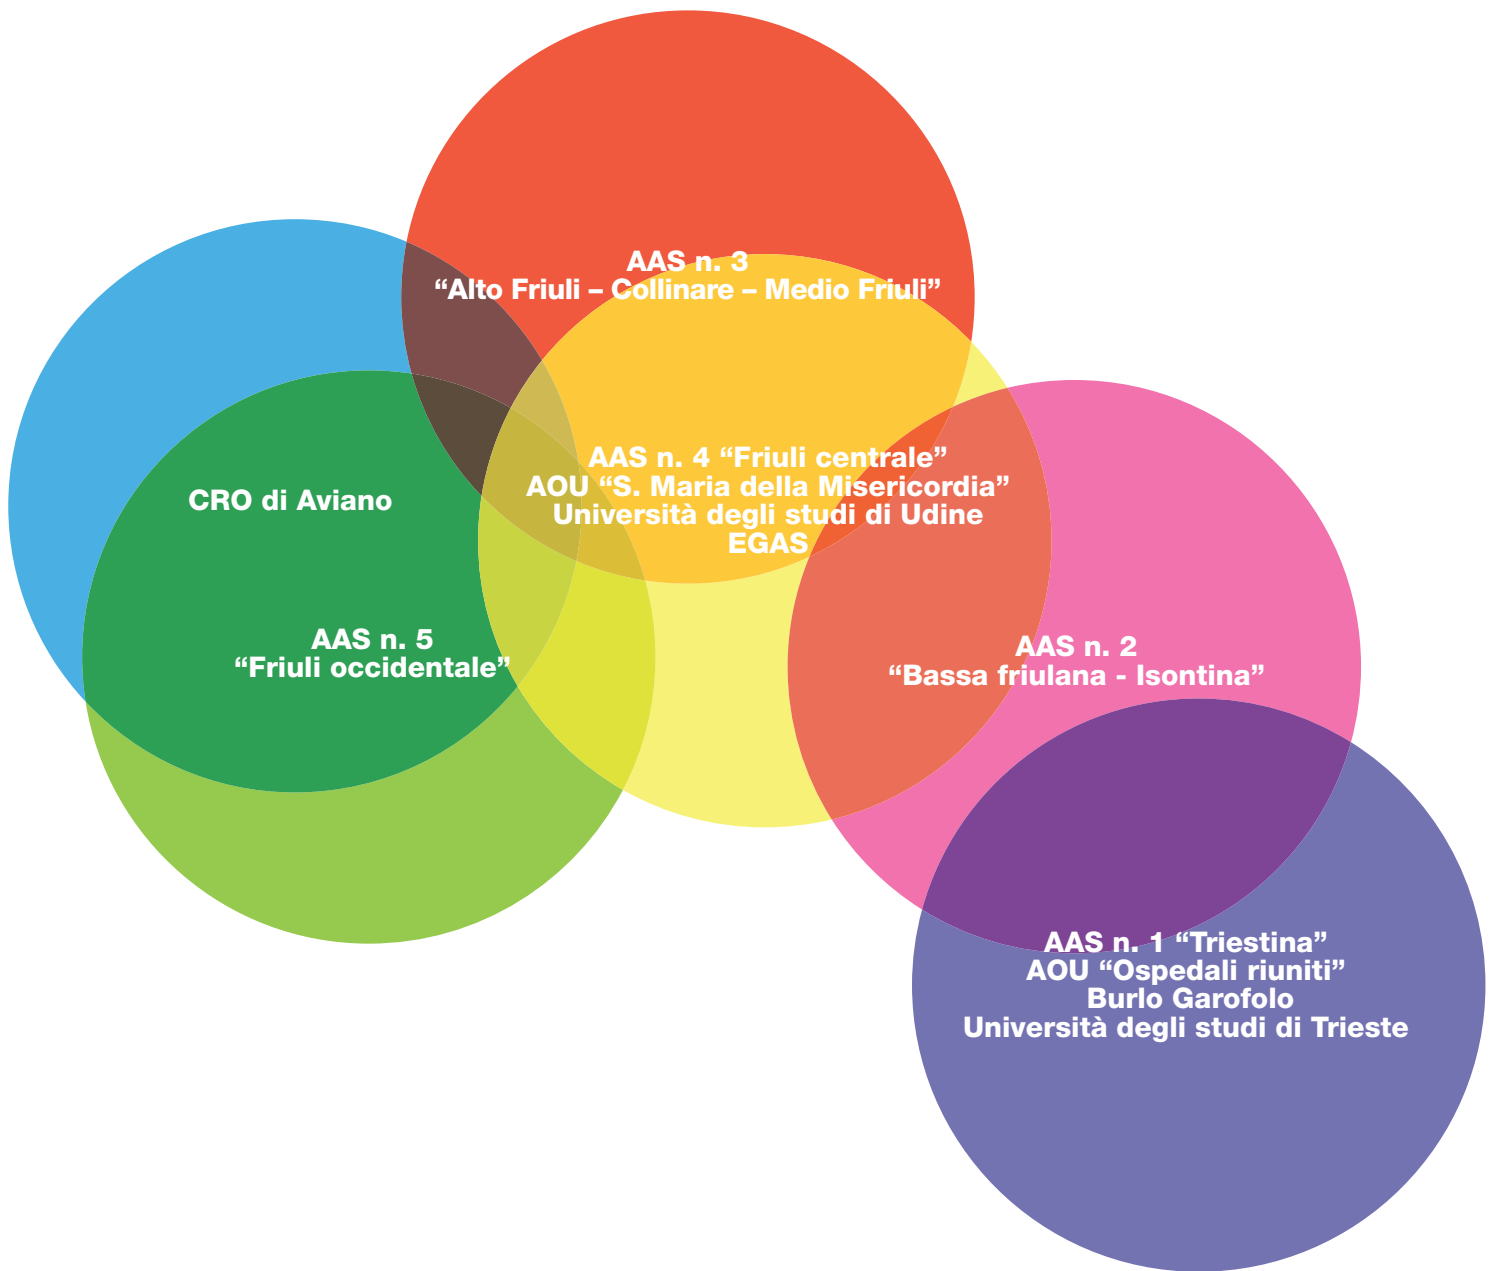 AAS n. 3
“Alto Friuli – Collinare – Medio Friuli”
AAS n. 4 “Friuli centrale”
AOU “S. Maria della Misericordia”
Università degli studi di Udine
EGAS
CRO di Aviano
AAS n. 5
“Friuli occidentale”
AAS n. 2
“Bassa friulana - Isontina”
AAS n. 1 “Triestina”
AOU “Ospedali riuniti”
Burlo Garofolo
Università degli studi di Trieste